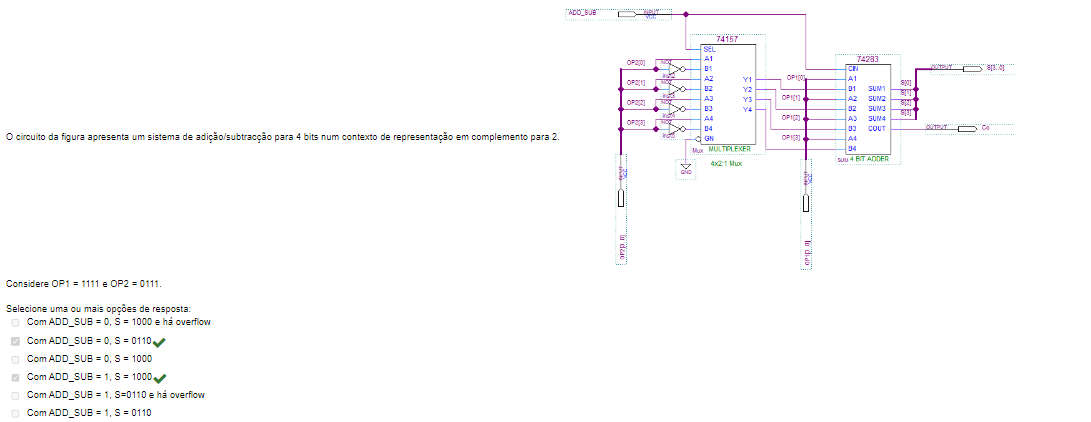 ADD_SUB
INPUT
VCC
74157
SEL
A1
B1
A2
B2
A3
B3
A4
B4
GN
Y1
Y2
Y3
Y4
Mux
MULTIPLEXER
4x2:1 Mux
GND
OP2[0]
OP2[1]
OP2[2]
OP2[3]
NOT
NOT
NOT
NOT
OP2[3..0]
INPUT
VCC
74283
CIN
A1
B1
A2
B2
A3
B3
A4
B4
SUM1
SUM2
SUM3
SUM4
COUT
SUM
4 BIT ADDER
OP1[0]
OP1[1]
OP1[2]
OP1[3]
INPUT
VCC
OP1[3..0]
S[0]
S[1]
S[2]
S[3]
OUTPUT
S[3..0]
OUTPUT
Co
O circuito da figura apresenta um sistema de adição/subtracção para 4 bits num contexto de representação em complemento para 2.
Considere OP1 = 1111 e OP2 = 0111.
Selecione uma ou mais opções de resposta:
Com ADD_SUB = 0, S = 1000 e há overflow
Com ADD_SUB = 0, S = 0110
Com ADD_SUB = 0, S = 1000
Com ADD_SUB = 1, S = 1000
Com ADD_SUB = 1, S=0110 e há overflow
Com ADD_SUB = 1, S = 0110